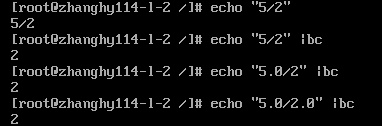 [root@zhanghy114-l-2 /]# echo "5/2"
5/2
[root@zhanghy114-l-2 /]# echo "5/2" |bc
2
[root@zhanghy114-l-2 /]# echo "5.0/2" |bc
2
[root@zhanghy114-l-2 /]# echo "5.0/2.0" |bc
2